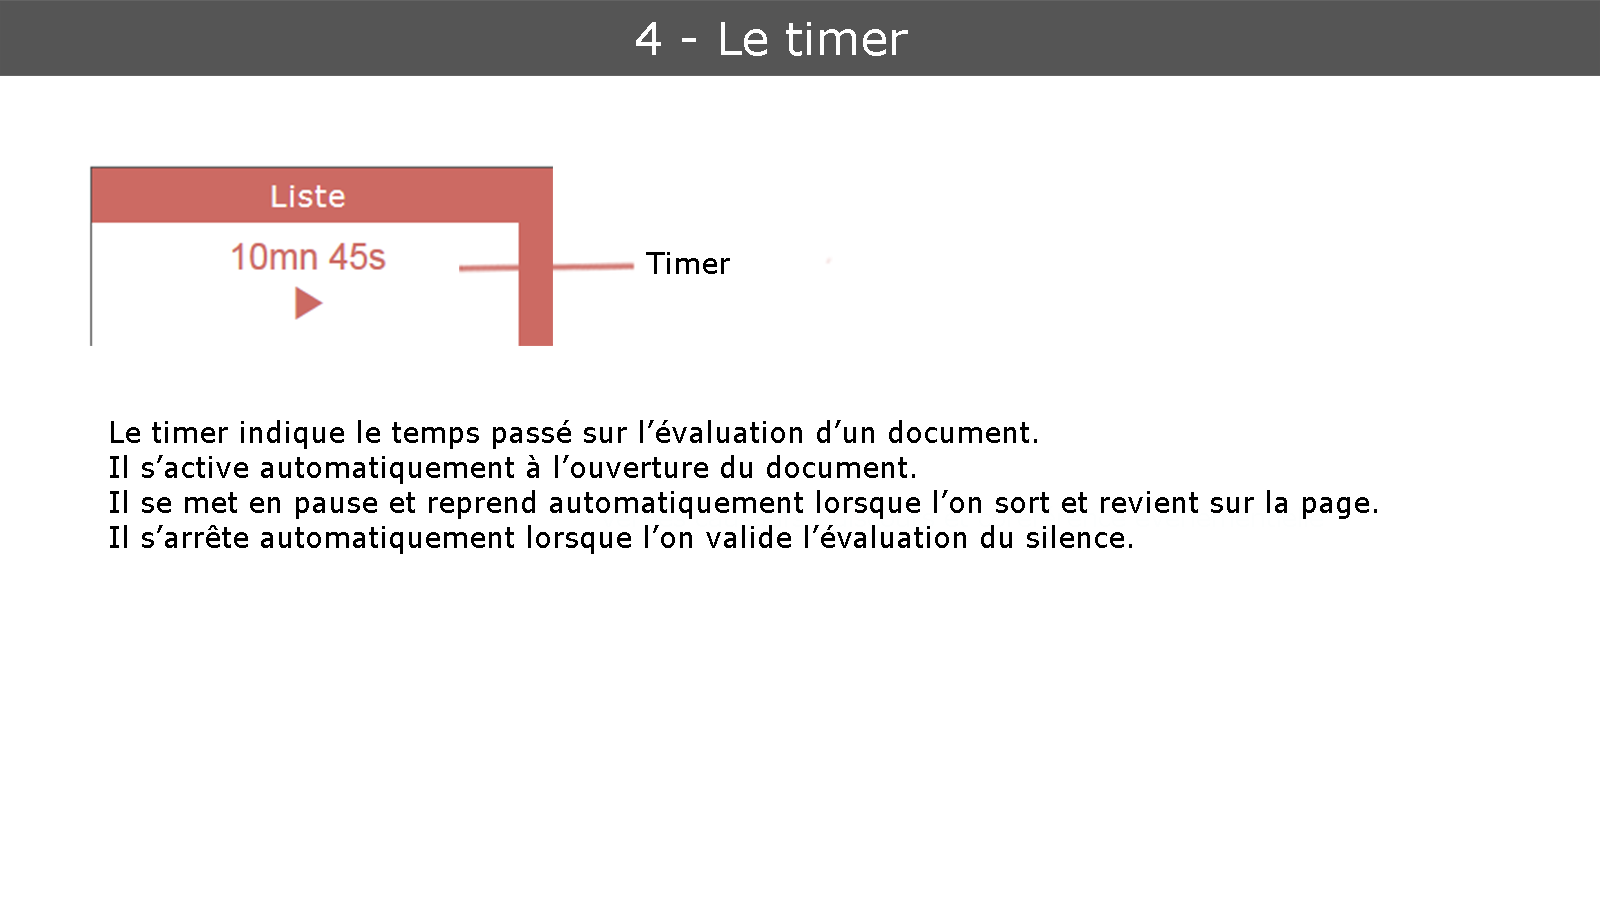 4 - Le timer
Liste
10mn 45s
Timer
Le timer indique le temps passé sur l’évaluation d’un document.
Il s’active automatiquement à l’ouverture du document.
Il se met en pause et reprend automatiquement lorsque l’on sort et revient sur la page.
Il s’arrête automatiquement lorsque l’on valide l’évaluation du silence.